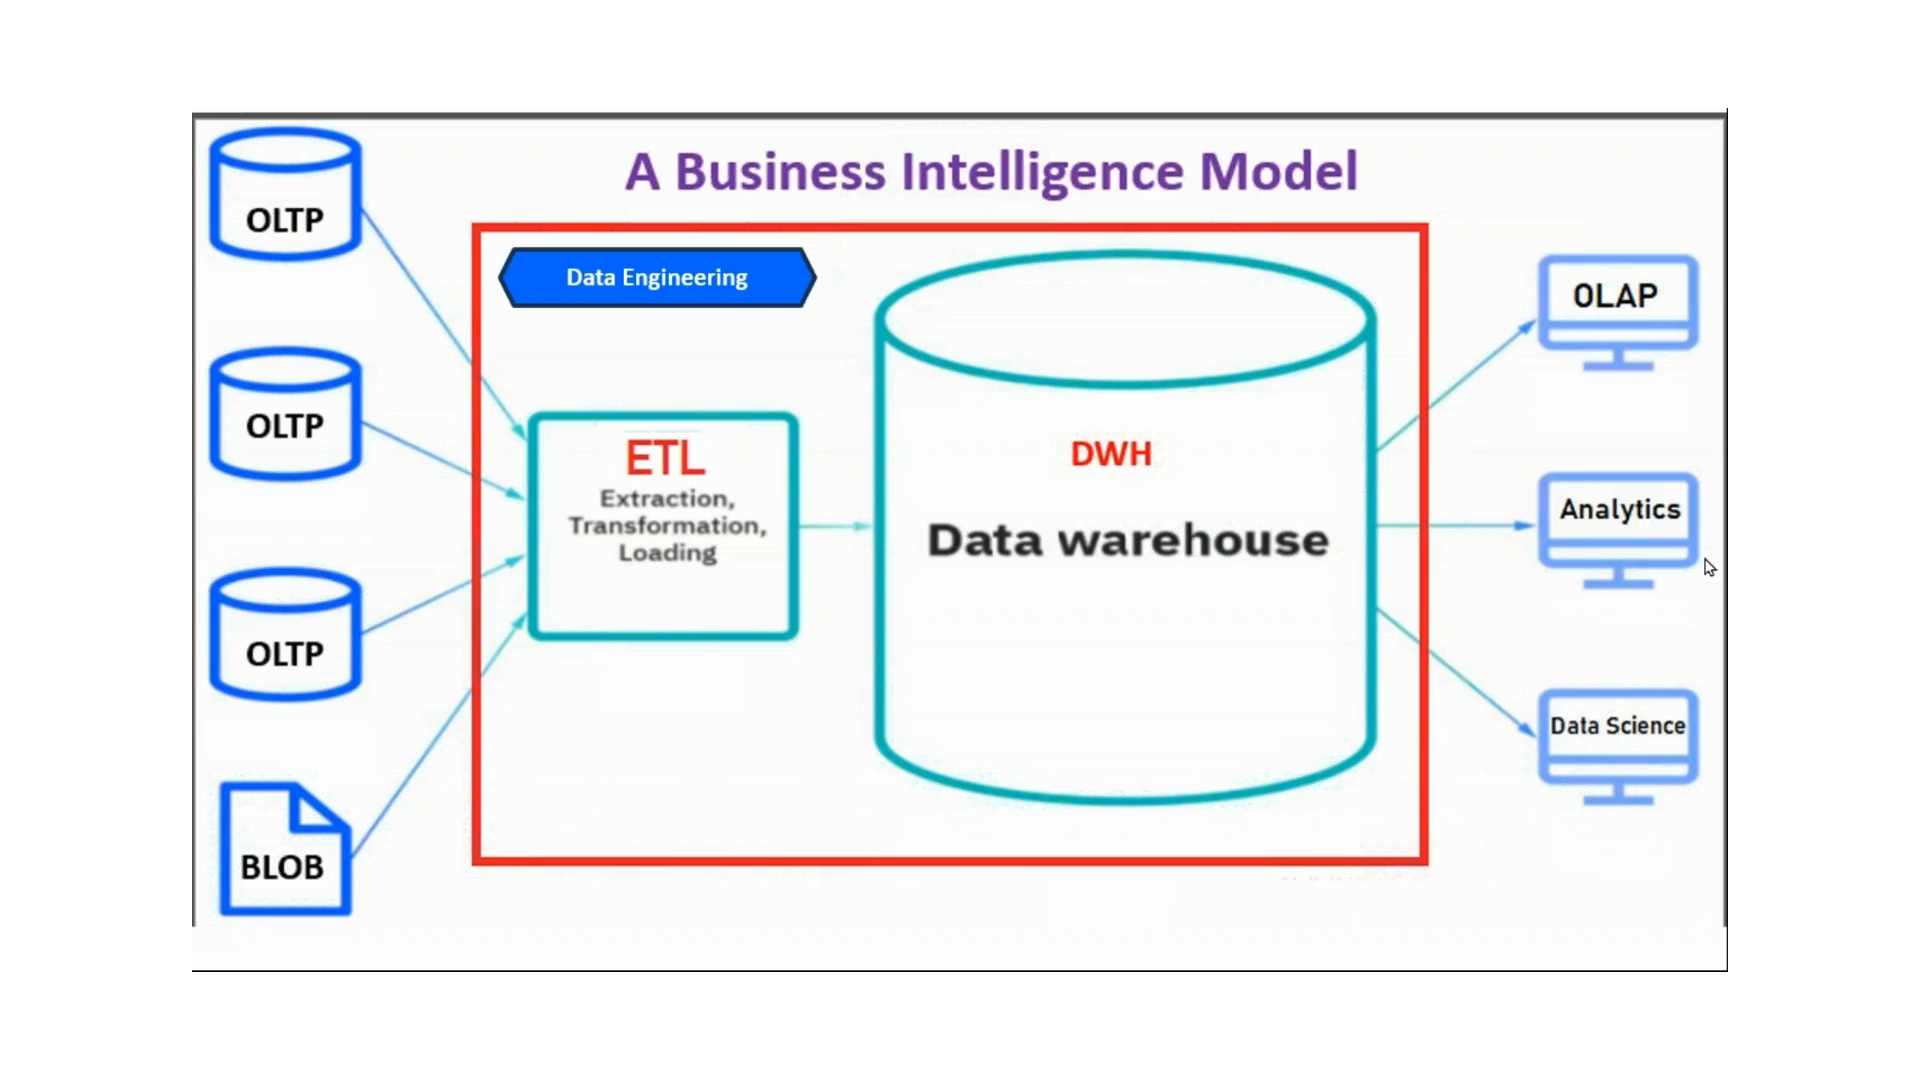 A Business Intelligence Model
OLTP
OLTP
OLTP
BLOB
Data Engineering
ETL
Extraction,
Transformation,
Loading
DWH
Data warehouse
OLAP
Analytics
Data Science